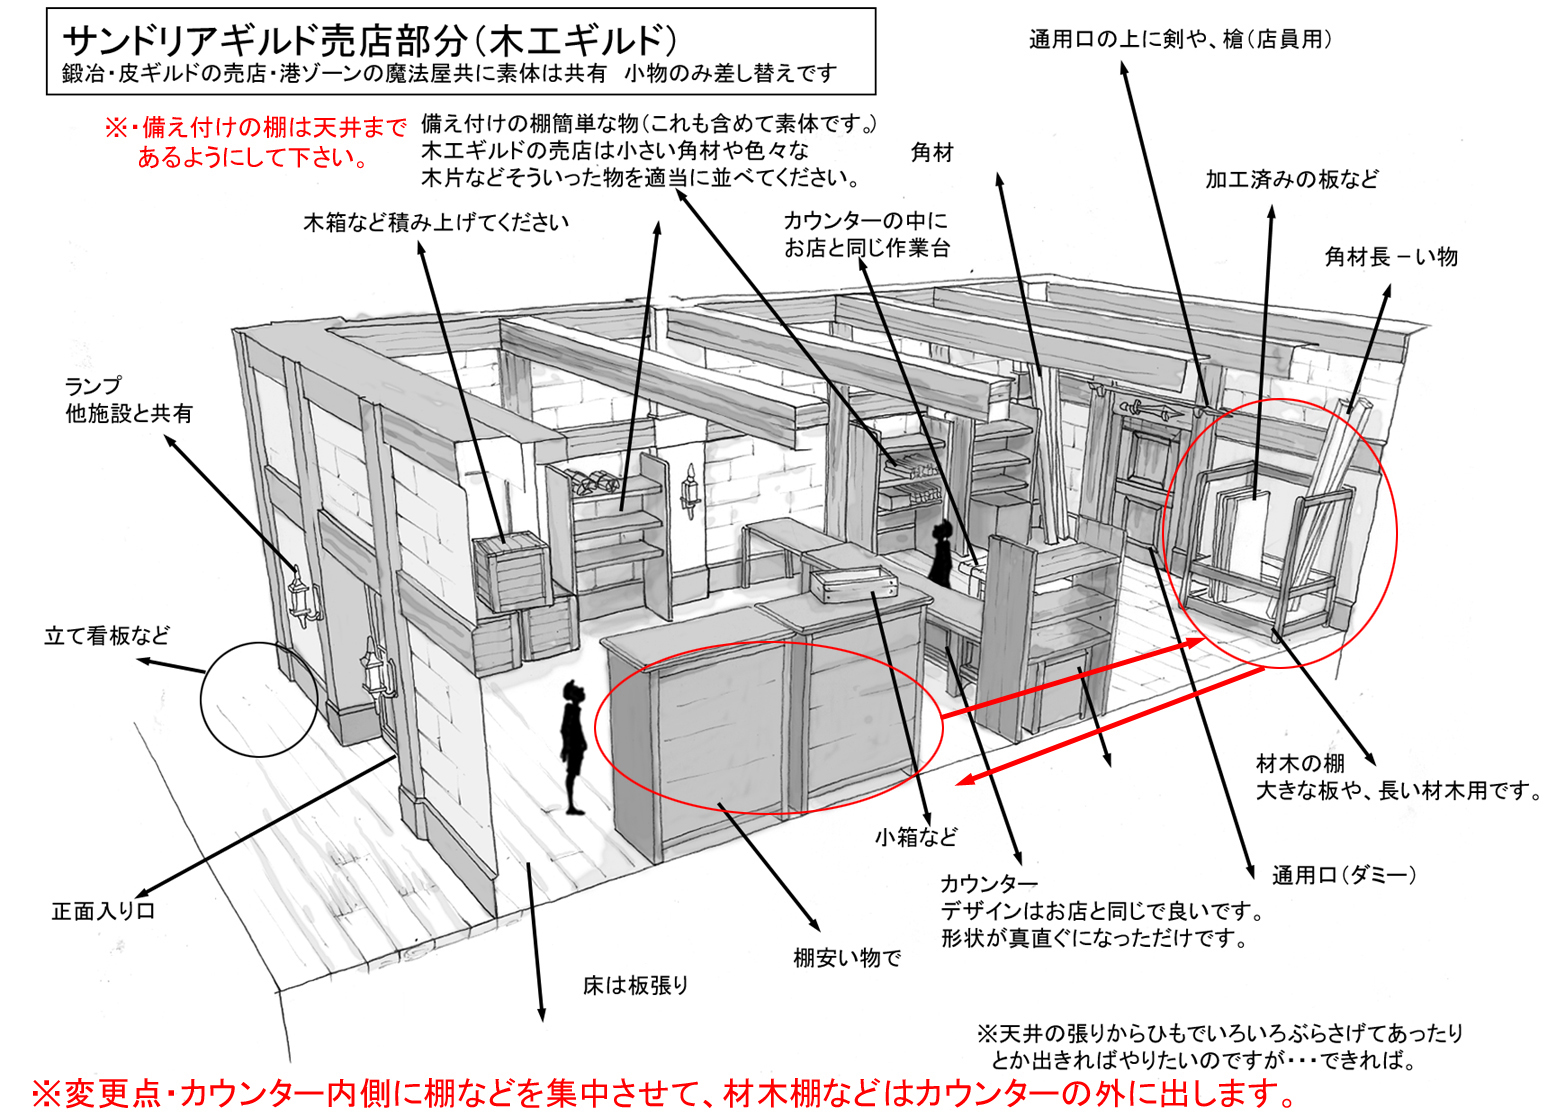 サンドリアギルド売店部分（木工ギルド）
鍛冶・皮ギルドの売店・港ゾーンの魔法屋共に素体は共有　小物のみ差し替えです
通用口の上に剣や、槍（店員用）
※・備え付けの棚は天井まで
あるようにして下さい。
備え付けの棚簡単な物（これも含めて素体です。）
木工ギルドの売店は小さい角材や色々な
木片などそういった物を適当に並べてください。
角材
加工済みの板など
木箱など積み上げてください
カウンターの中に
お店と同じ作業台
角材長－い物
ランプ
他施設と共有
立て看板など
正面入り口
材木の棚
大きな板や、長い材木用です。
小箱など
通用口（ダミー）
カウンター
デザインはお店と同じで良いです。
形状が真直ぐになっただけです。
棚安い物で
床は板張り
※天井の張りからひもでいろいろぶらさげてあったり
とか出きればやりたいのですが・・・できれば。
※変更点・カウンター内側に棚などを集中させて、材木棚などはカウンターの外に出します。